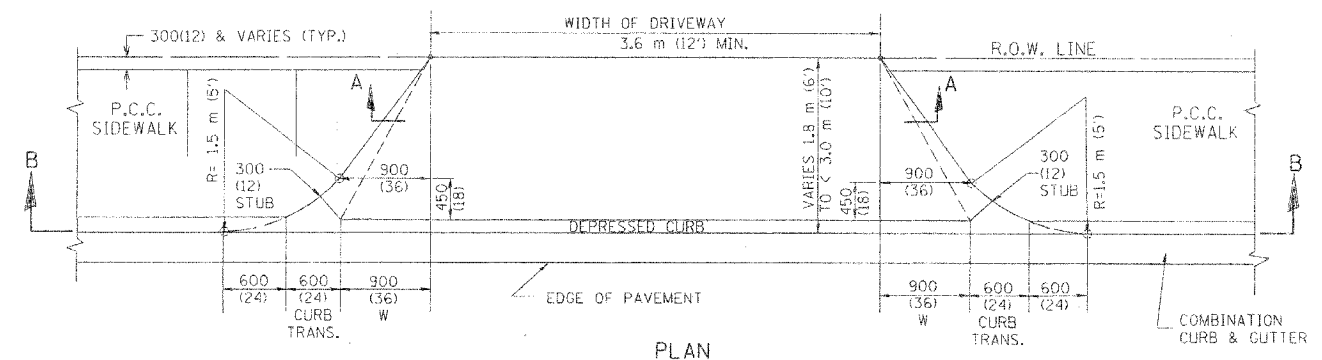 WIDTH OF DRIVEWAY
3.6 m (12') MIN.
300(12) & VARIES (TYP.)
R.O.W. LINE
A
A
P.C.C.
SIDEWALK
R= 1.5 m (5')
VARIES 1.8 m (6')
TO < 3.0 m (10')
P.C.C.
SIDEWALK
B
300
(12)
STUB
900
(36)
450
(18)
900
(36)
450
(18)
300
(12)
STUB
R=1.5 m (5')
B
DEPRESSED CURB
600
(24)
600
(24)
CURB
TRANS.
900
(36)
W
EDGE OF PAVEMENT
900
(36)
W
600
(24)
CURB
TRANS.
600
(24)
COMBINATION
CURB & GUTTER
PLAN